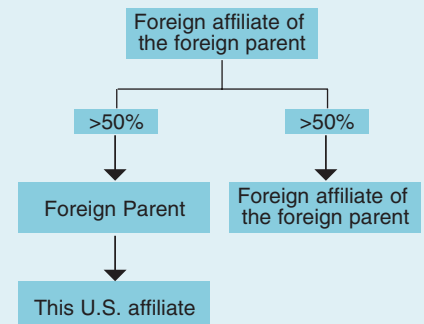 Foreign affiliate of
the foreign parent
>50%
>50%
Foreign Parent
Foreign affiliate of
the foreign parent
This U.S. affiliate